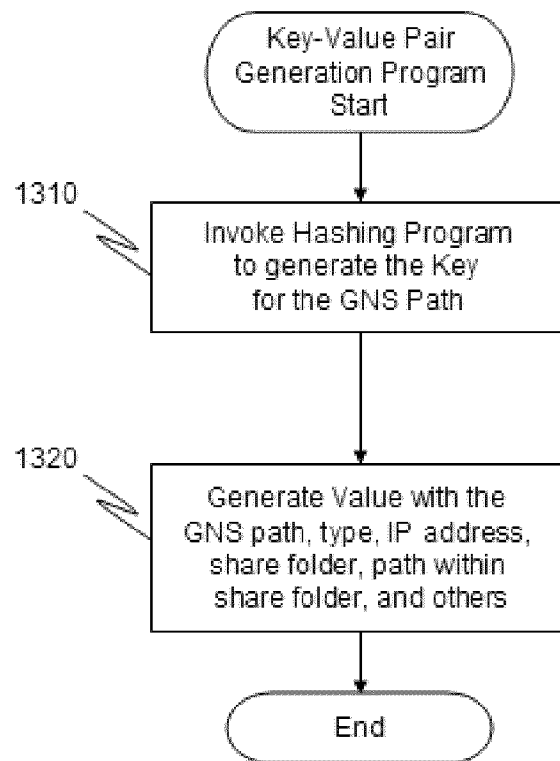 Key-Value Pair
Generation Program
Start
1310
Invoke Hashing Program
to generate the Key
for the GNS Path
1320
Generate Value with the
GNS path, type, IP address,
share folder, path within
share folder, and others
End